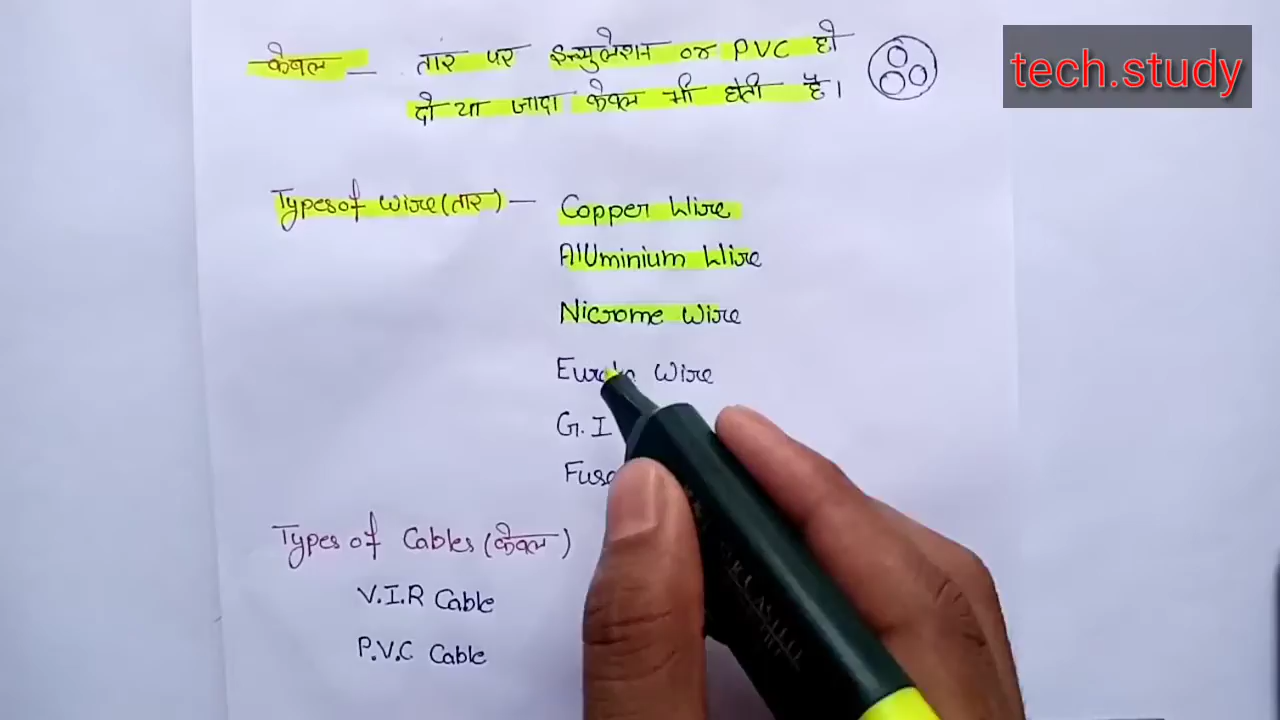 केबल — तार पर इन्सुलेशन or PVC हो
दो या जादा केबल भी होती है।
tech.study
Types of Wire (तार) — Copper Wire
Aluminium Wire
Nicrome Wire
Wire
G. I
Types of Cables (केबल)
V.I.R Cable
P.V.C Cable